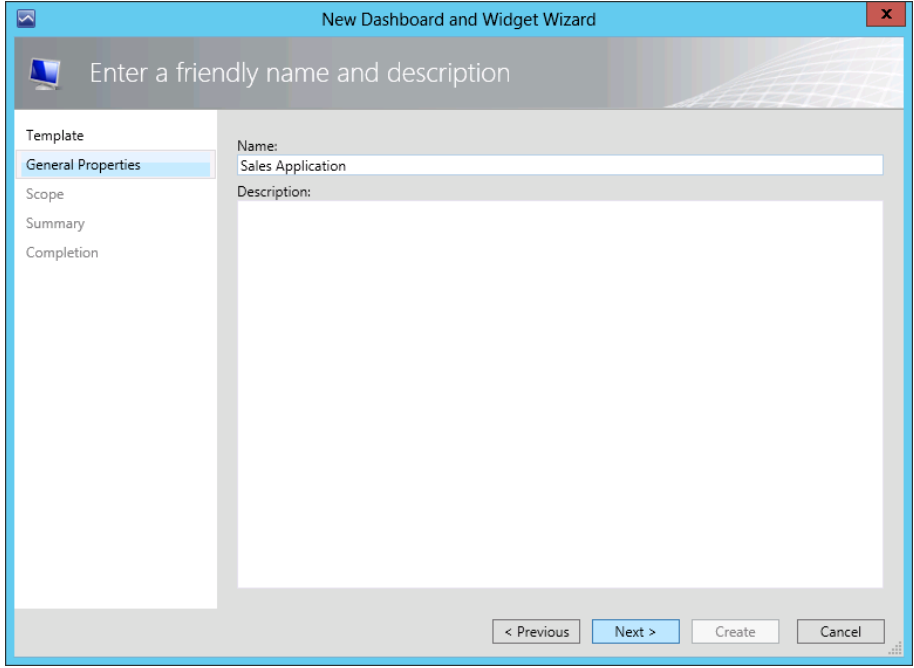 New Dashboard and Widget Wizard
x
Enter a friendly name and description
Template
General Properties
Scope
Summary
Completion
Name:
Sales Application
Description:
< Previous
Next >
Create
Cancel